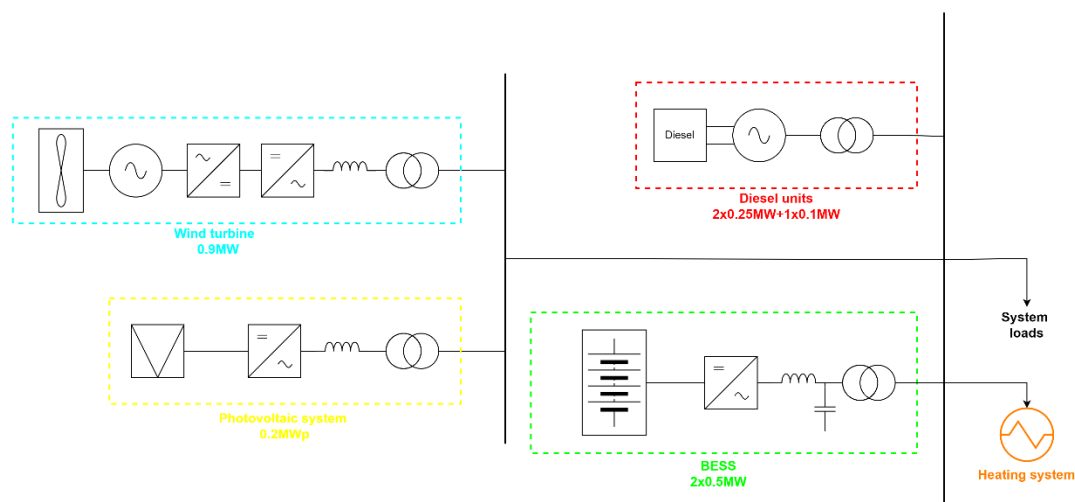 Diesel
Diesel units
2x0.25MW+1x0.1MW
Wind turbine
0.9MW
System
loads
Photovoltaic system
0.2MWp
BESS
2x0.5MW
Heating system